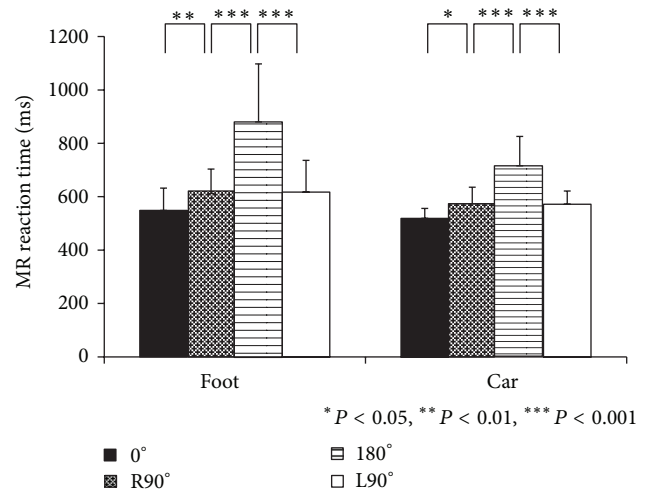 ** *** *** * *** ***
1200
1000
800
600
400
200
0
MR reaction time (ms)
Foot Car
*P < 0.05, **P < 0.01, ***P < 0.001
0° 180°
R90° L90°